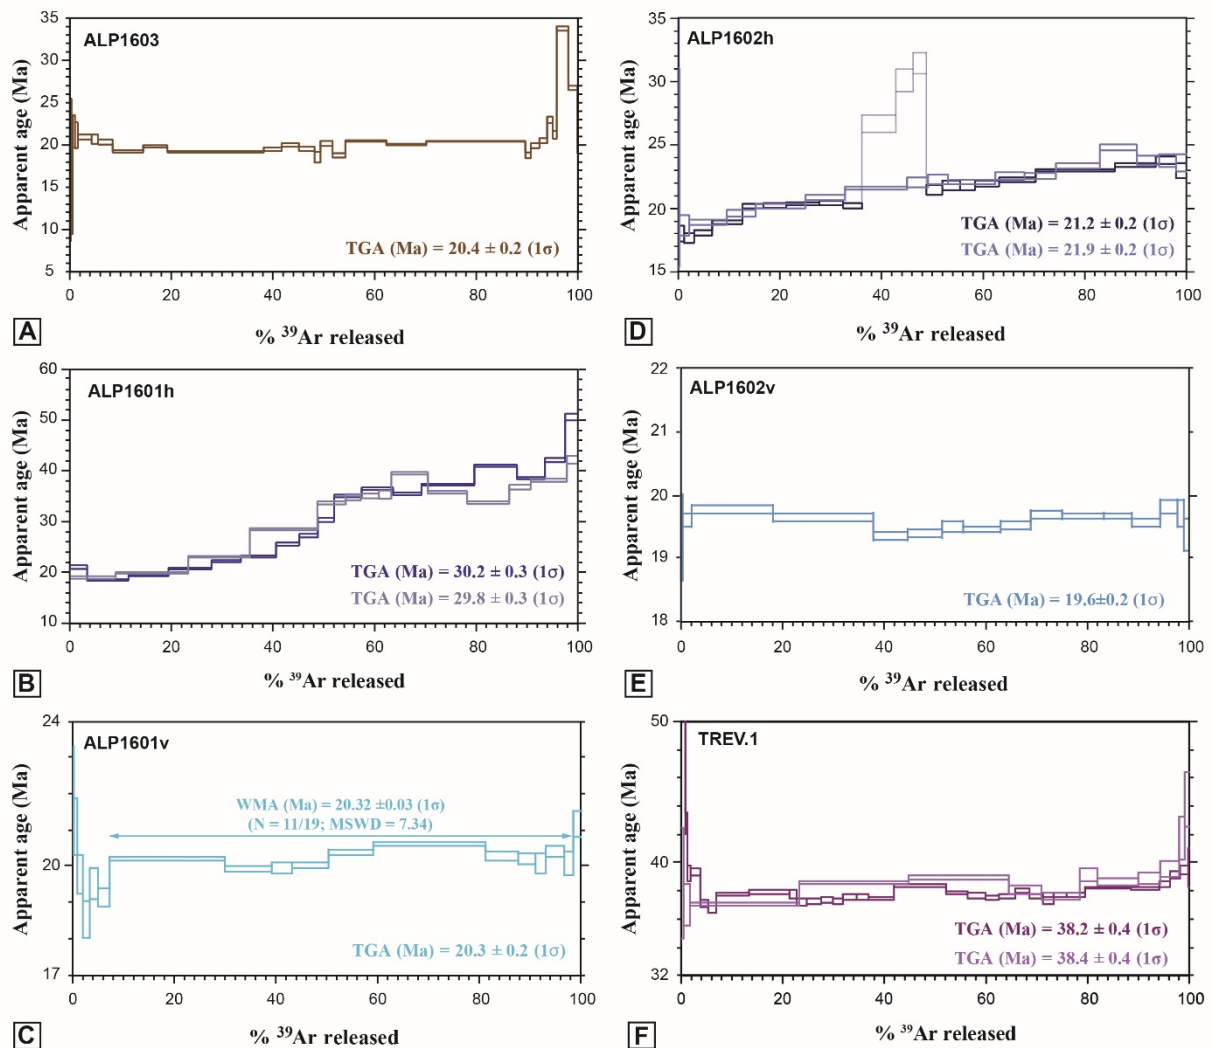 ALP1603
Apparent age (Ma)
35
30
25
20
15
10
5
TGA (Ma) = 20.4 ± 0.2 (1σ)
0 20 40 60 80 100
A
% ³⁹Ar released
ALP1601h
Apparent age (Ma)
60
50
40
30
20
10
TGA (Ma) = 30.2 ± 0.3 (1σ)
TGA (Ma) = 29.8 ± 0.3 (1σ)
0 20 40 60 80 100
B
% ³⁹Ar released
ALP1601v
Apparent age (Ma)
24
20
17
WMA (Ma) = 20.32 ±0.03 (1σ)
(N = 11/19; MSWD = 7.34)
TGA (Ma) = 20.3 ± 0.2 (1σ)
0 20 40 60 80 100
C
% ³⁹Ar released
ALP1602h
Apparent age (Ma)
35
30
25
20
15
TGA (Ma) = 21.2 ± 0.2 (1σ)
TGA (Ma) = 21.9 ± 0.2 (1σ)
0 20 40 60 80 100
D
% ³⁹Ar released
ALP1602v
Apparent age (Ma)
22
21
20
19
18
TGA (Ma) = 19.6±0.2 (1σ)
0 20 40 60 80 100
E
% ³⁹Ar released
TREV.1
Apparent age (Ma)
50
40
32
TGA (Ma) = 38.2 ± 0.4 (1σ)
TGA (Ma) = 38.4 ± 0.4 (1σ)
0 20 40 60 80 100
F
% ³⁹Ar released